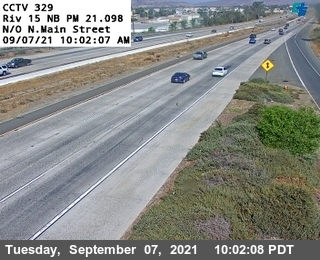 CCTV 329
Riv 15 NB PM 21.098
N/O N.Main Street
09/07/21 10:02:07 AM
Tuesday, September 07, 2021 10:02:08 PDT